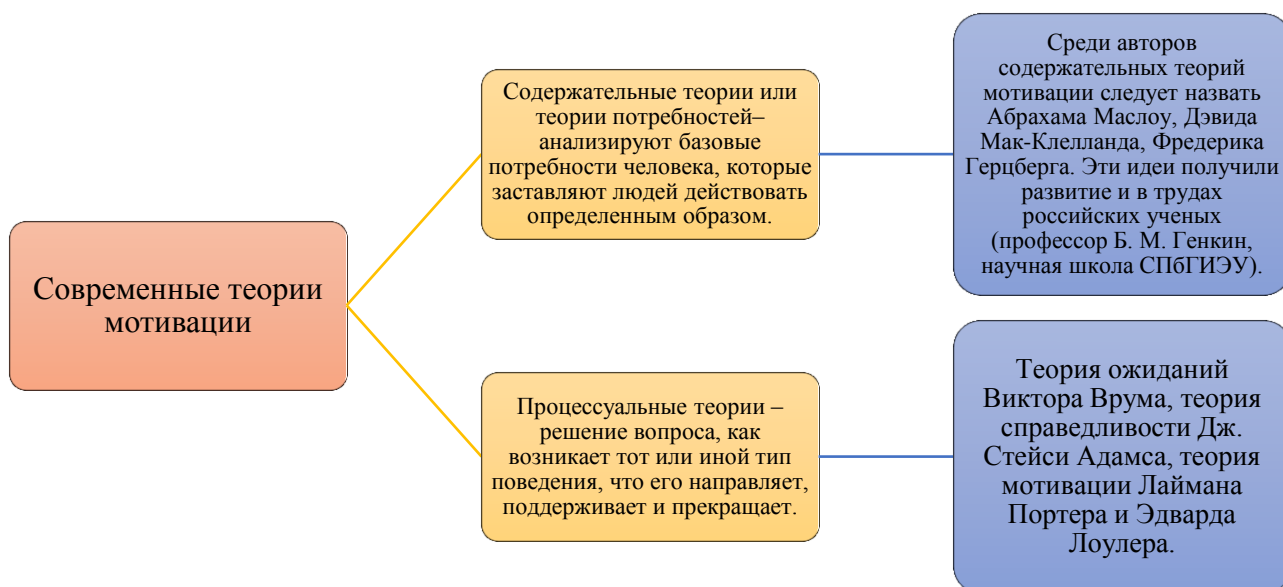 Современные теории
мотивации
Содержательные теории или
теории потребностей–
анализируют базовые
потребности человека, которые
заставляют людей действовать
определенным образом.
Среди авторов
содержательных теорий
мотивации следует назвать
Абрахама Маслоу, Дэвида
Мак-Клелланда, Фредерика
Герцберга. Эти идеи получили
развитие и в трудах
российских ученых
(профессор Б. М. Генкин,
научная школа СПбГИЭУ).
Процессуальные теории –
решение вопроса, как
возникает тот или иной тип
поведения, что его направляет,
поддерживает и прекращает.
Теория ожиданий
Виктора Врума, теория
справедливости Дж.
Стейси Адамса, теория
мотивации Лаймана
Портера и Эдварда
Лоулера.